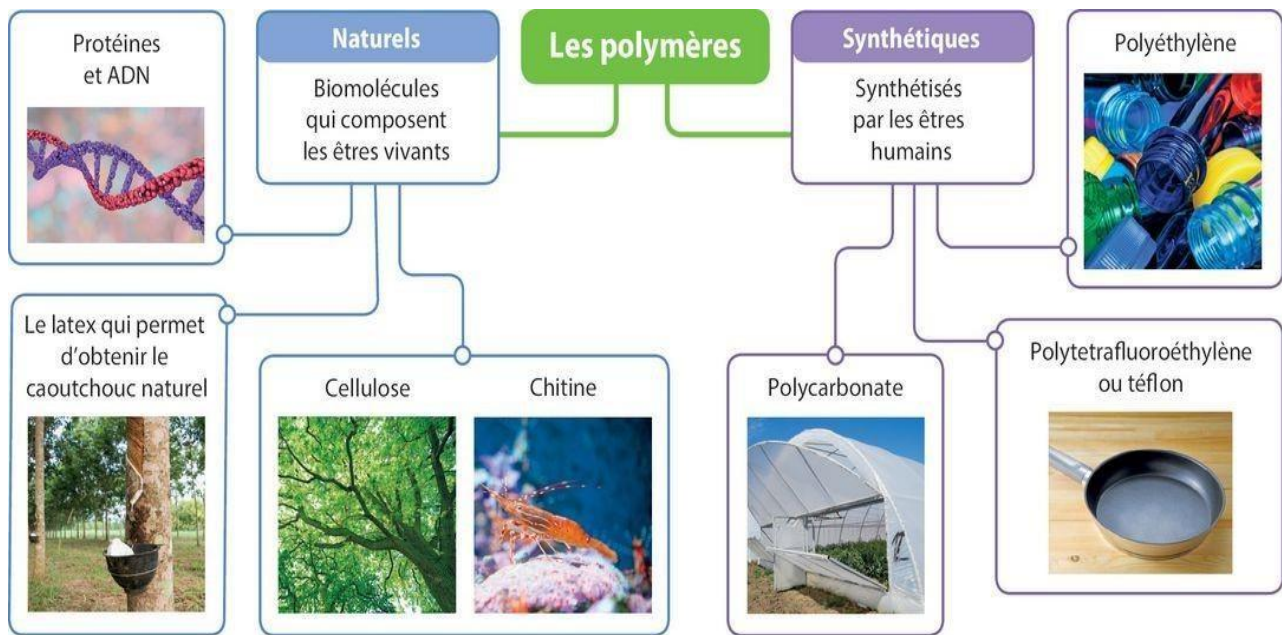 Les polymères
Naturels
Biomolécules
qui composent
les êtres vivants
Protéines
et ADN
Le latex qui permet
d'obtenir le
caoutchouc naturel
Cellulose
Chitine
Synthétiques
Synthétisés
par les êtres
humains
Polyéthylène
Polycarbonate
Polytetrafluoroéthylène
ou téflon